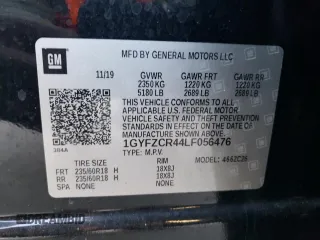 GM
MFD BY GENERAL MOTORS LLC
11/19 GVWR GAWR FRT GAWR RR
2350 KG 1220 KG 1220 KG
5180 LB 2689 LB 2689 LB
THIS VEHICLE CONFORMS TO ALL APPLICABLE
U.S. FEDERAL MOTOR
VEHICLE SAFETY AND THEFT
PREVENTION STANDARDS IN EFFECT ON THE
DATE OF MANUFACTURE SHOWN ABOVE.
1GYFZCR44LF056476
TYPE: M.P.V. MODEL:
TIRE SIZE RIM
FRT 235/60R18 H 18X8J
RR 235/60R18 H 18X8J
SPA NONE NONE